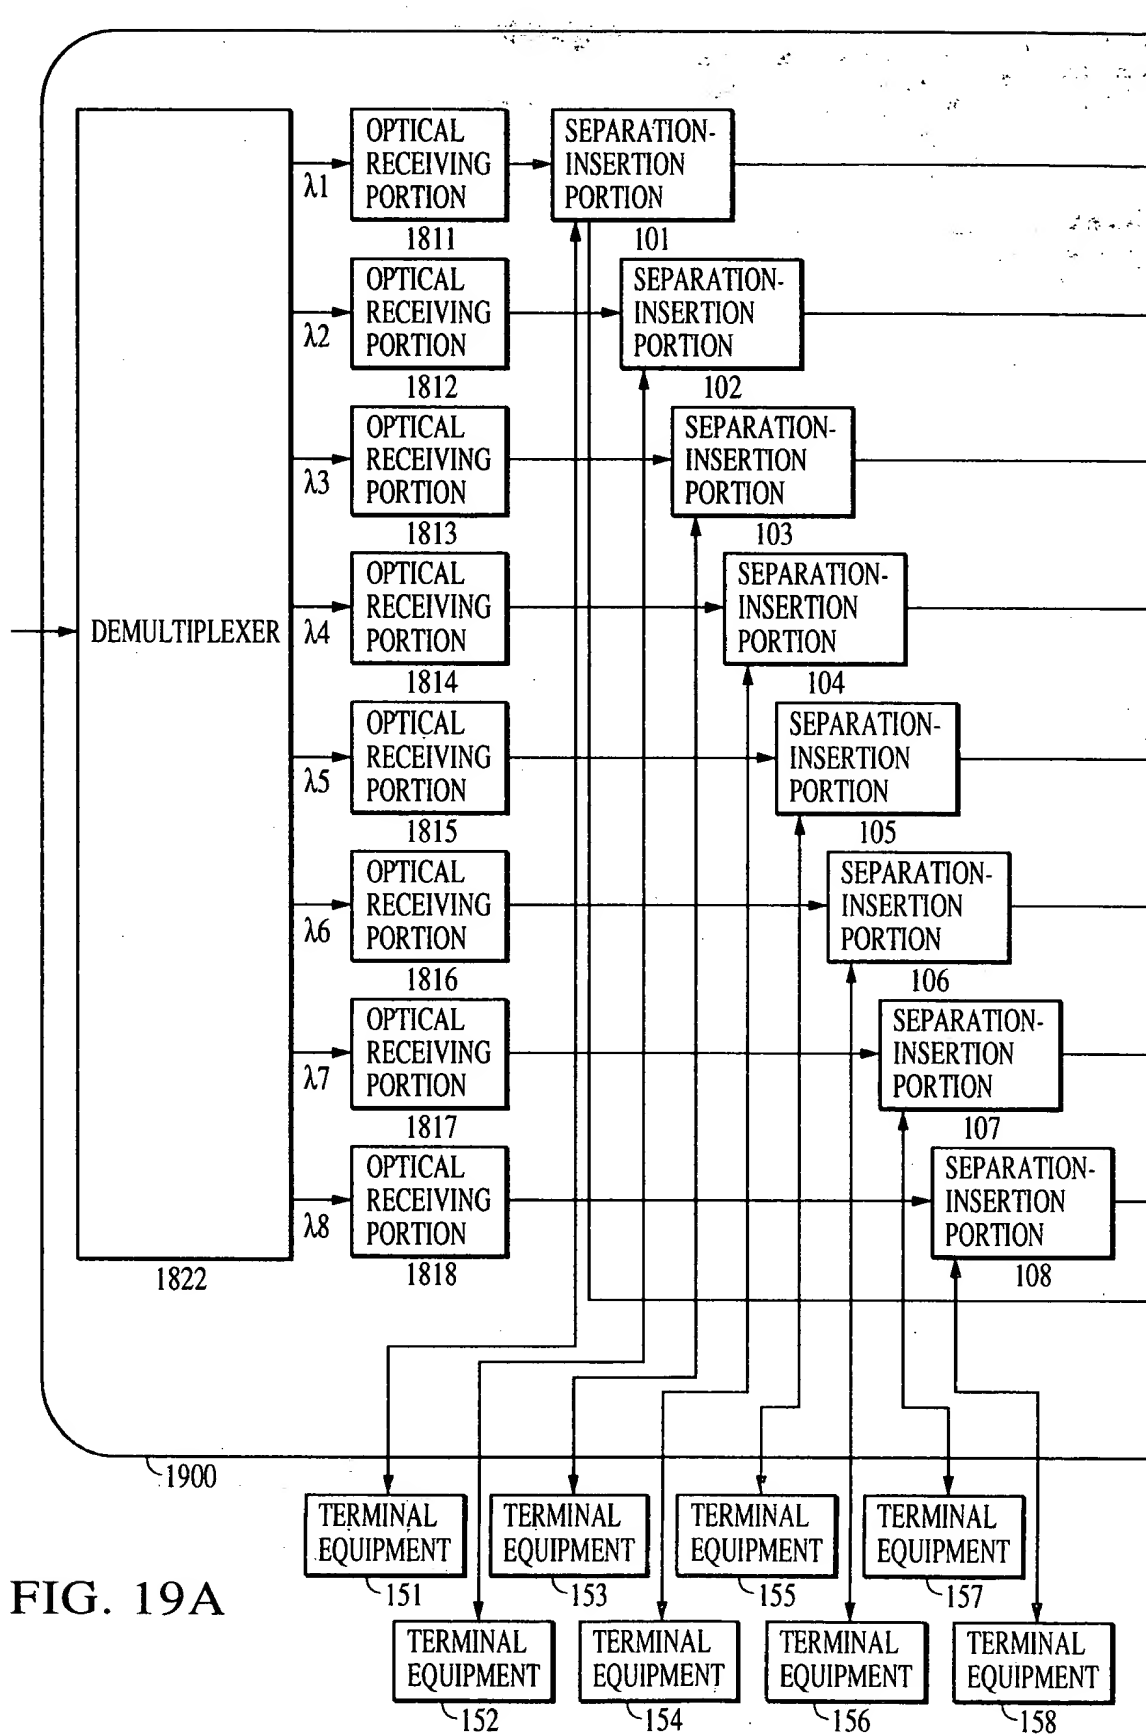 OPTICAL
RECEIVING
PORTION
1811
SEPARATION-
INSERTION
PORTION
101
λ1
OPTICAL
RECEIVING
PORTION
1812
SEPARATION-
INSERTION
PORTION
102
λ2
OPTICAL
RECEIVING
PORTION
1813
SEPARATION-
INSERTION
PORTION
103
λ3
OPTICAL
RECEIVING
PORTION
1814
SEPARATION-
INSERTION
PORTION
104
DEMULTIPLEXER
λ4
OPTICAL
RECEIVING
PORTION
1815
SEPARATION-
INSERTION
PORTION
105
λ5
OPTICAL
RECEIVING
PORTION
1816
SEPARATION-
INSERTION
PORTION
106
λ6
OPTICAL
RECEIVING
PORTION
1817
SEPARATION-
INSERTION
PORTION
107
λ7
OPTICAL
RECEIVING
PORTION
1818
SEPARATION-
INSERTION
PORTION
108
λ8
1822
1900
TERMINAL
EQUIPMENT
151
TERMINAL
EQUIPMENT
153
TERMINAL
EQUIPMENT
155
TERMINAL
EQUIPMENT
157
FIG. 19A
TERMINAL
EQUIPMENT
152
TERMINAL
EQUIPMENT
154
TERMINAL
EQUIPMENT
156
TERMINAL
EQUIPMENT
158